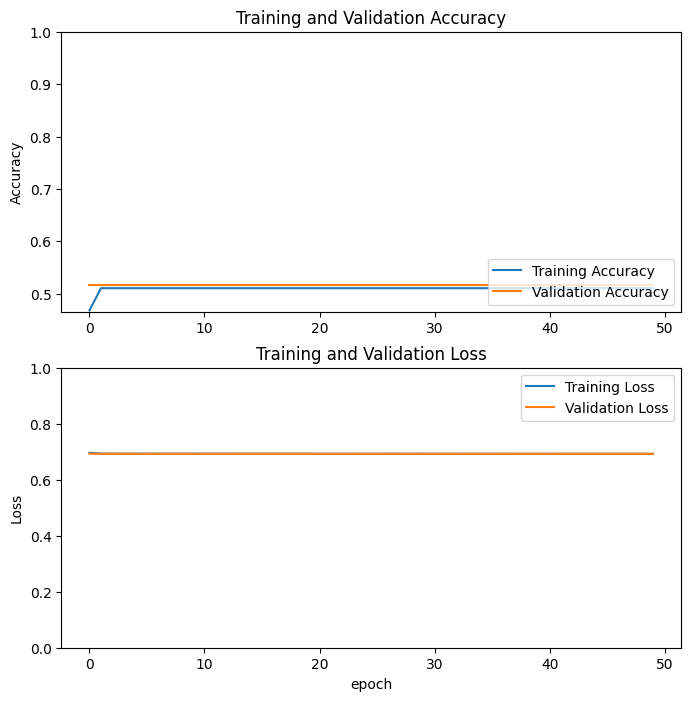 Training and Validation Accuracy
1.0
0.9
0.8
0.7
0.6
0.5
Accuracy
Training Accuracy
Validation Accuracy
0 10 20 30 40 50
Training and Validation Loss
1.0
0.8
0.6
0.4
0.2
0.0
Loss
Training Loss
Validation Loss
0 10 20 30 40 50
epoch